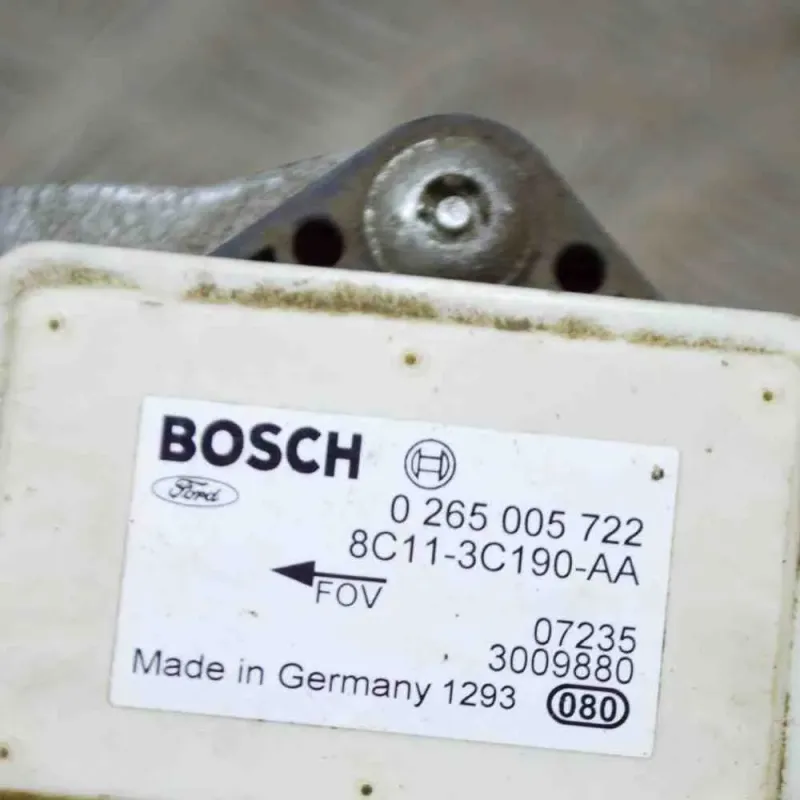 BOSCH
Ford
0 265 005 722
8C11-3C190-AA
FOV
07235
3009880
Made in Germany 1293
080